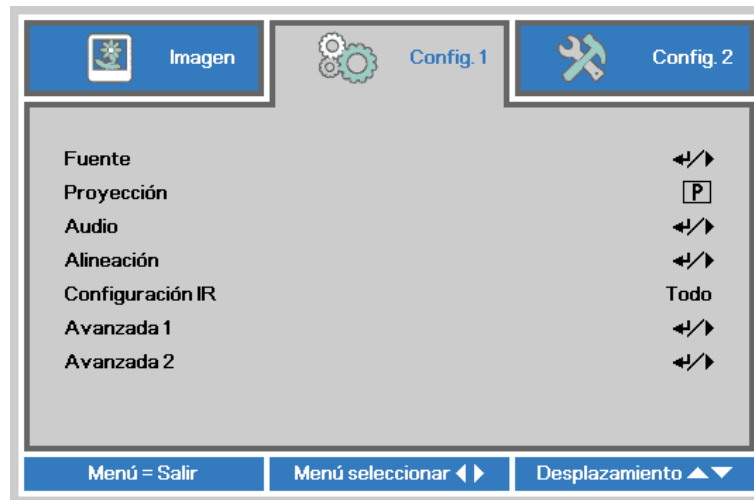 Imagen Config. 1 Config. 2
Fuente ↵/▶
Proyección P
Audio ↵/▶
Alineación ↵/▶
Configuración IR Todo
Avanzada 1 ↵/▶
Avanzada 2 ↵/▶
Menú = Salir Menú seleccionar ◀▶ Desplazamiento ▲▼